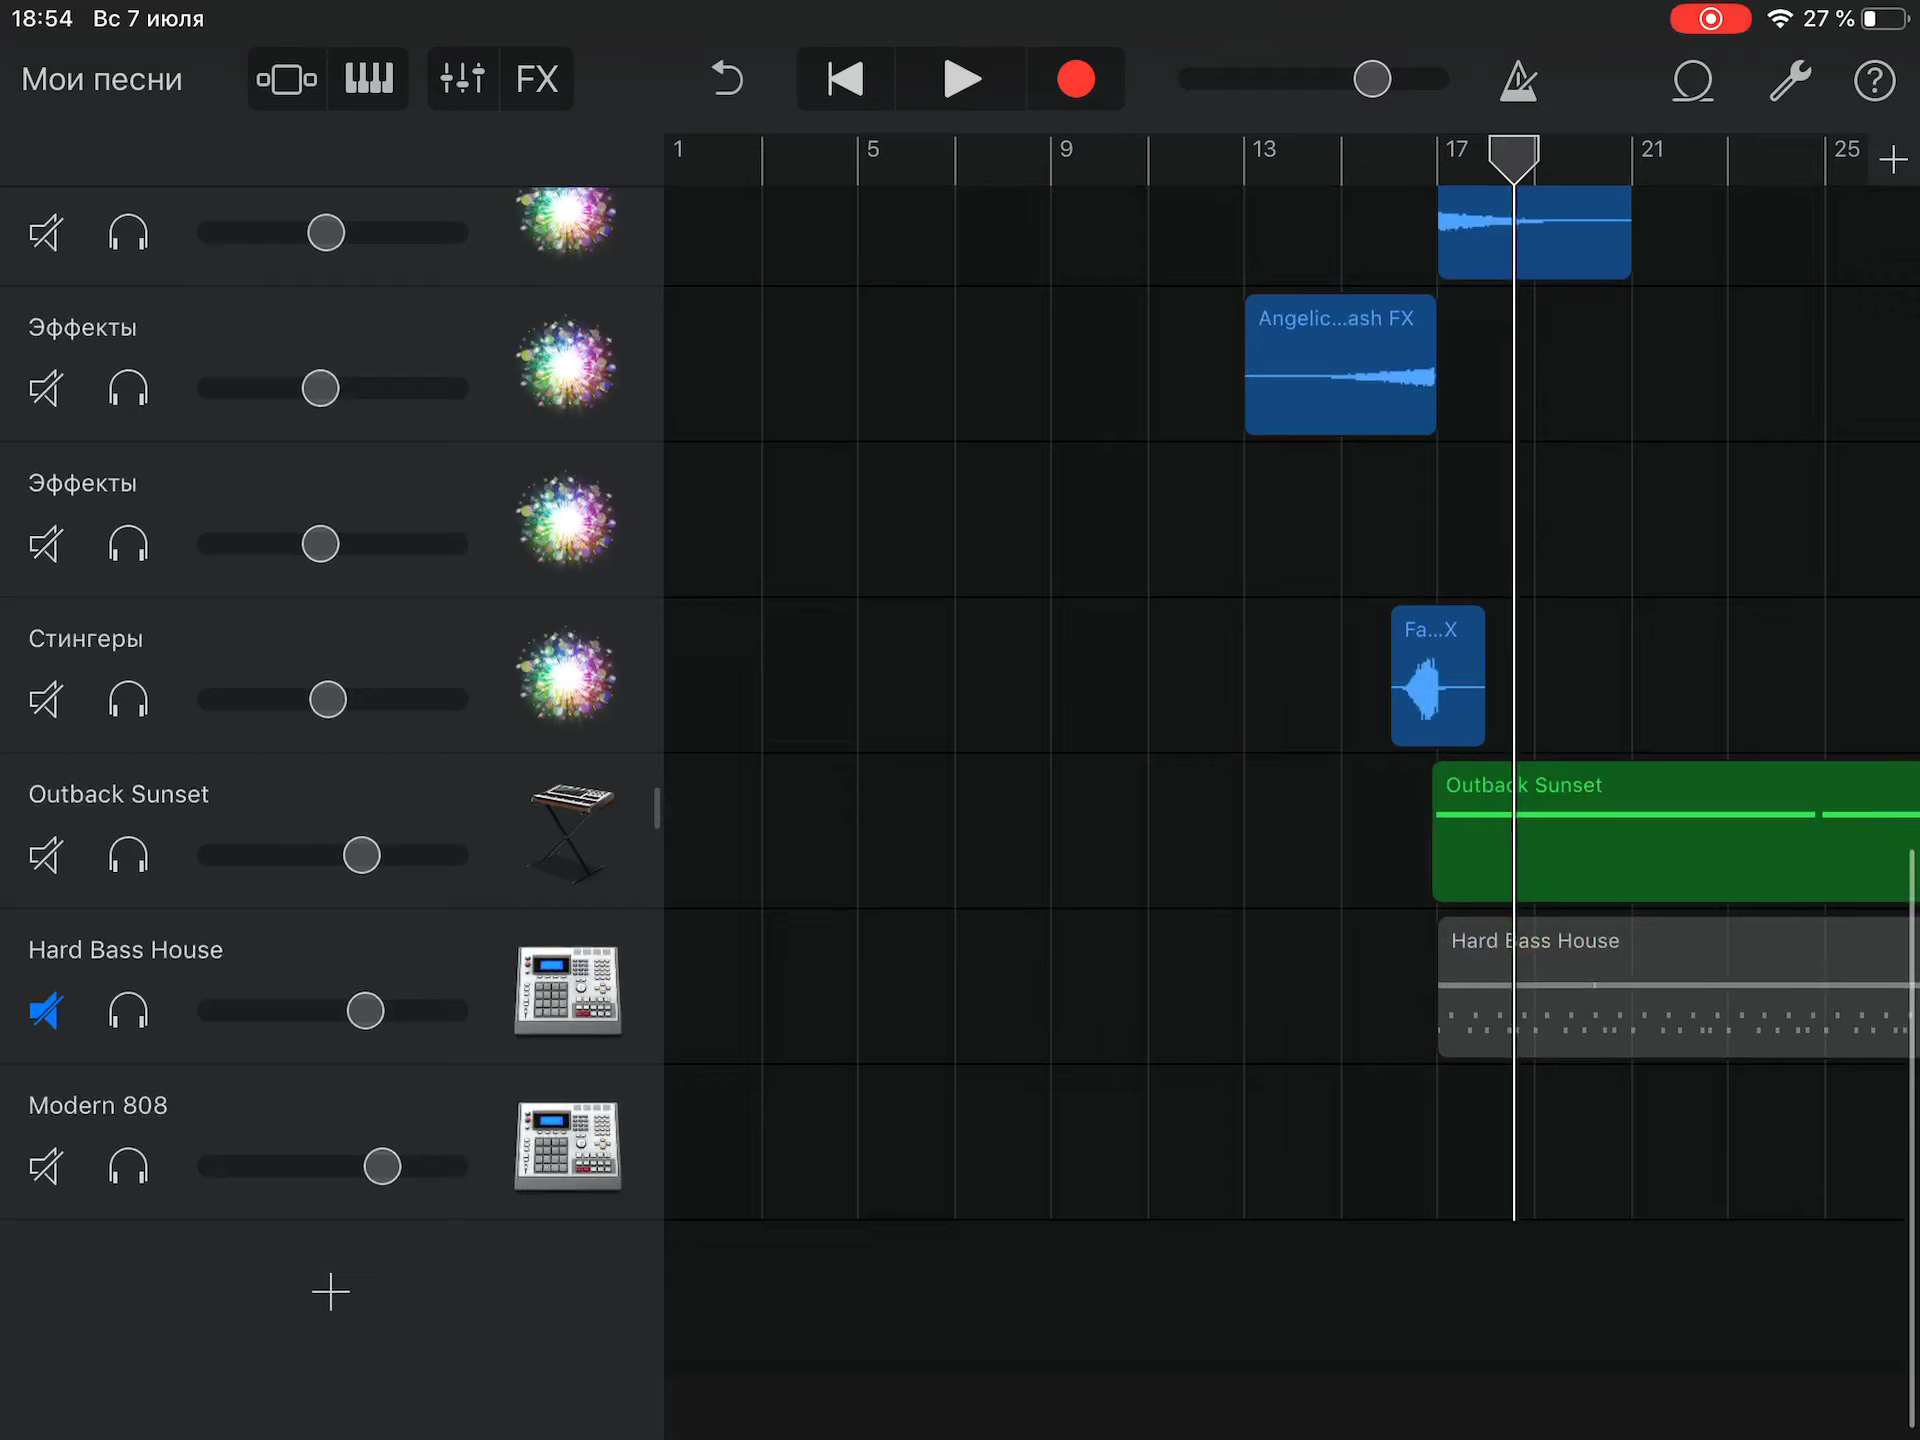 18:54 Вс 7 июля
27 %
Мои песни
FX
1 5 9 13 17 21 25
Эффекты
Angelic...ash FX
Эффекты
Стингеры
Fa...X
Outback Sunset
Outback Sunset
Hard Bass House
Hard Bass House
Modern 808